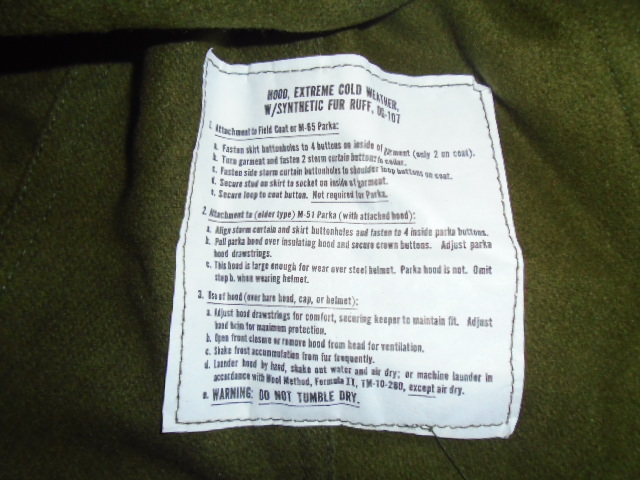 HOOD, EXTREME COLD WEATHER,
W/SYNTHETIC FUR RUFF, OG-107
1. Attachment to Field Coat or M-65 Parka:
a. Fasten skirt buttonholes to 4 buttons on inside of garment (only 2 on coat).
b. Turn garment and fasten 2 storm curtain buttons to collar.
c. Fasten side storm curtain buttonholes to shoulder loop buttons on coat.
d. Secure stud on skirt to socket on inside of garment.
e. Secure loop to coat button. Not required for Parka.
2. Attachment to (older type) M-51 Parka (with attached hood):
a. Align storm curtain and skirt buttonholes and fasten to 4 inside parka buttons.
b. Pull parka hood over insulating hood and secure crown buttons. Adjust parka
hood drawstrings.
c. This hood is large enough for wear over steel helmet. Parka hood is not. Omit
step b. when wearing helmet.
3. Use of hood (over bare head, cap, or helmet):
a. Adjust hood drawstrings for comfort, securing keeper to maintain fit. Adjust
hood brim for maximum protection.
b. Open front closure or remove hood from head for ventilation.
c. Shake frost accumulation from fur frequently.
d. Launder hood by hand, shake out water and air dry; or machine launder in
accordance with Wool Method, Formula II, TM-10-280, except air dry.
e. WARNING: DO NOT TUMBLE DRY.